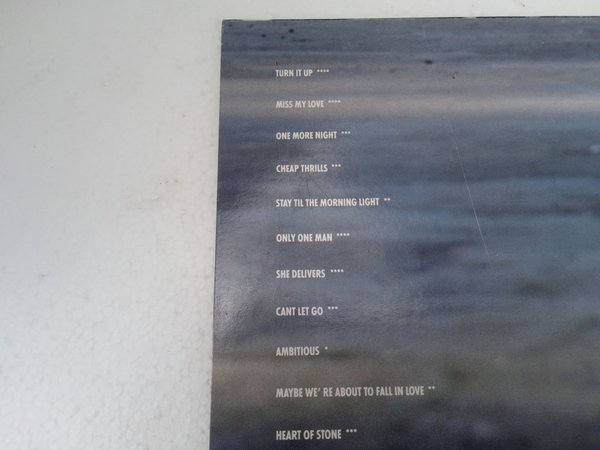 TURN IT UP ****
MISS MY LOVE ****
ONE MORE NIGHT ***
CHEAP THRILLS ***
STAY TIL THE MORNING LIGHT **
ONLY ONE MAN ****
SHE DELIVERS ****
CANT LET GO ***
AMBITIOUS *
MAYBE WE' RE ABOUT TO FALL IN LOVE **
HEART OF STONE ***